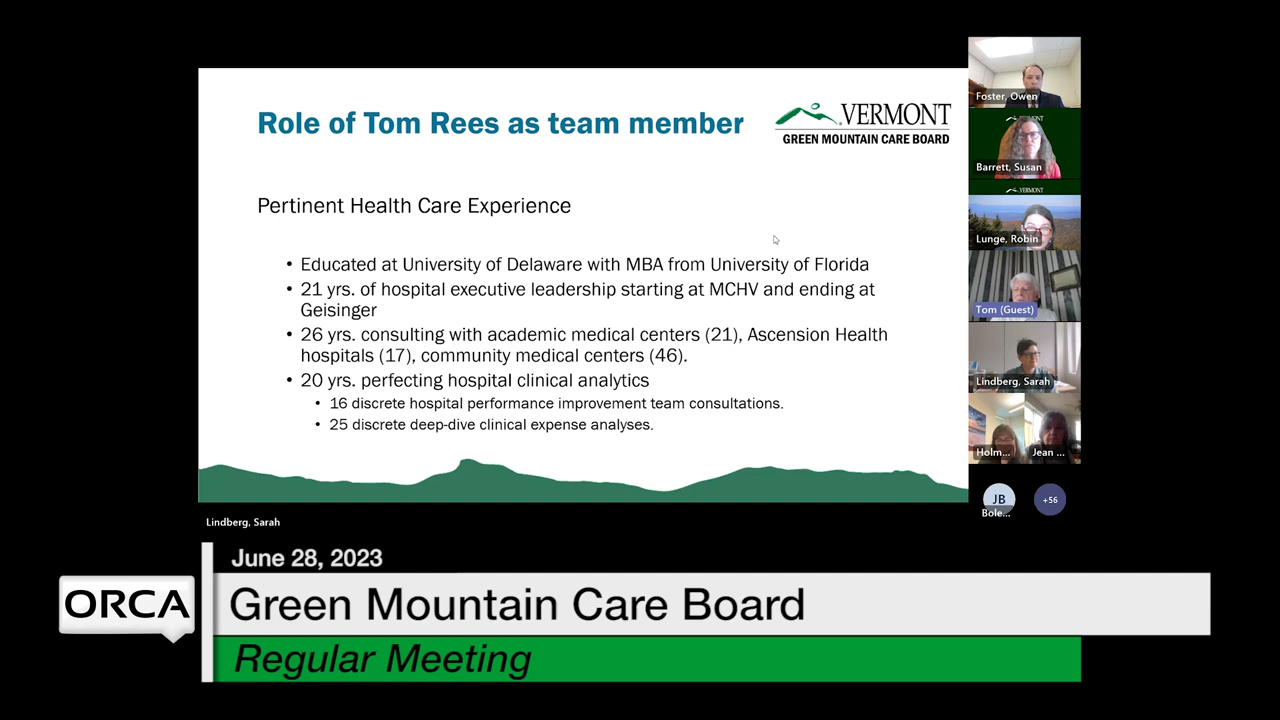 Role of Tom Rees as team member
VERMONT
GREEN MOUNTAIN CARE BOARD
Pertinent Health Care Experience
• Educated at University of Delaware with MBA from University of Florida
• 21 yrs. of hospital executive leadership starting at MCHV and ending at
Geisinger
• 26 yrs. consulting with academic medical centers (21), Ascension Health
hospitals (17), community medical centers (46).
• 20 yrs. perfecting hospital clinical analytics
• 16 discrete hospital performance improvement team consultations.
• 25 discrete deep-dive clinical expense analyses.
Foster, Owen
Barrett, Susan
VERMONT
Lunge, Robin
Tom (Guest)
Lindberg, Sarah
Holm... Jean ...
JB +56
Bole...
Lindberg, Sarah
June 28, 2023
ORCA
Green Mountain Care Board
Regular Meeting